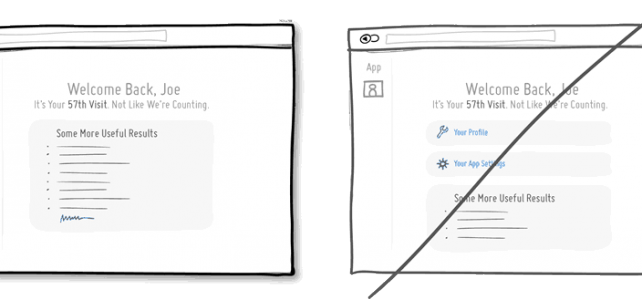 Welcome Back, Joe
It's Your 57th Visit. Not Like We're Counting.
Some More Useful Results
App
Welcome Back, Joe
It's Your 57th Visit. Not Like We're Counting.
Your Profile
Your App Settings
Some More Useful Results